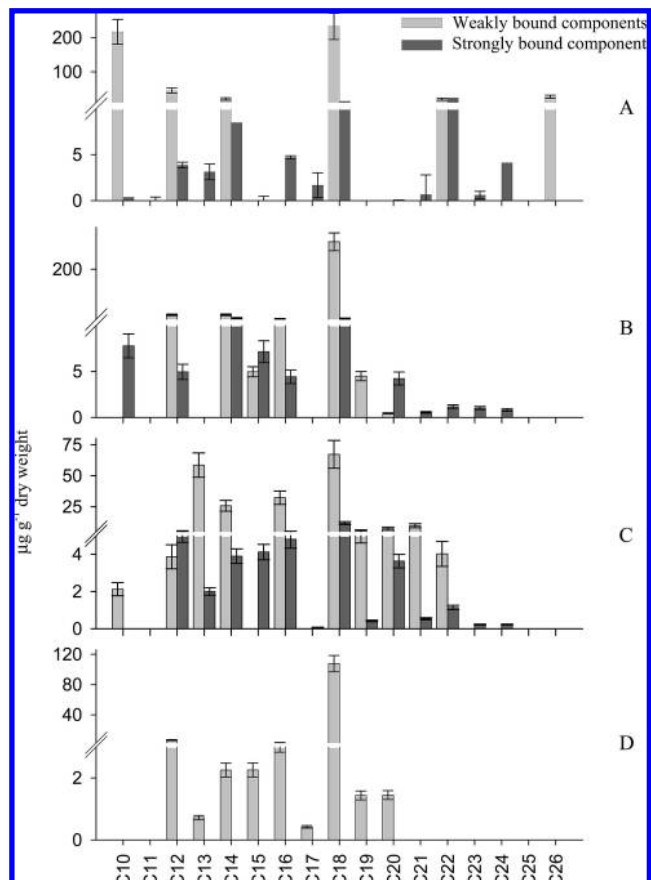 Weakly bound components
Strongly bound component
200
100
5
0
A
200
5
0
B
75
50
25
4
2
0
C
120
80
40
2
0
D
µg g⁻¹ dry weight
C10 C11 C12 C13 C14 C15 C16 C17 C18 C19 C20 C21 C22 C23 C24 C25 C26